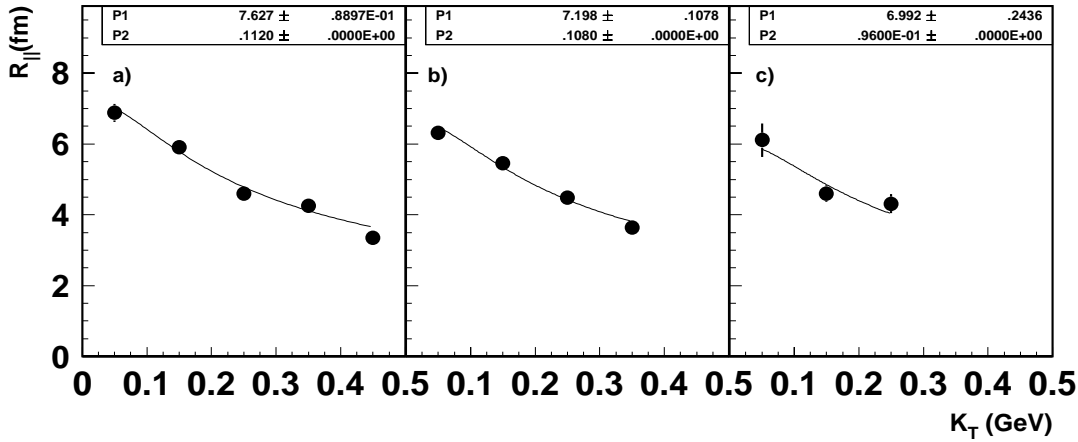 P1 7.627 ± .8897E-01
P2 .1120 ± .0000E+00
P1 7.198 ± .1078
P2 .1080 ± .0000E+00
P1 6.992 ± .2436
P2 .9600E-01 ± .0000E+00
R||(fm)
a)
b)
c)
8
6
4
2
0
0 0.1 0.2 0.3 0.4 0.5 0.1 0.2 0.3 0.4 0.5 0.1 0.2 0.3 0.4 0.5
K_T (GeV)